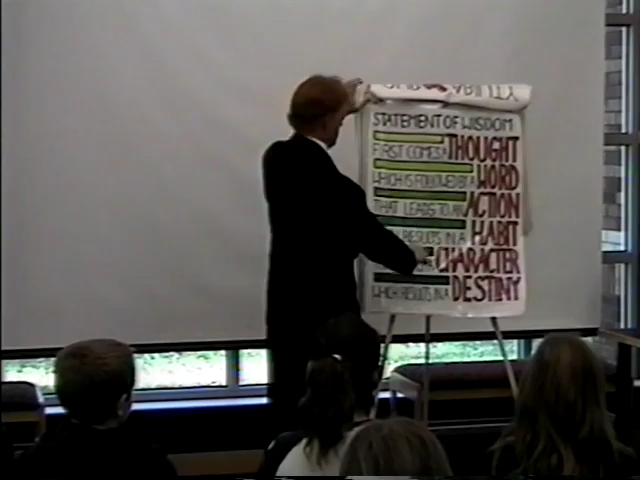 STATEMENT OF WISDOM
FIRST COMES A THOUGHT
WHICH IS FOLLOWED BY A WORD
THAT LEADS TO AN ACTION
RESULTS IN A HABIT
CHARACTER
WHICH RESULTS IN A DESTINY